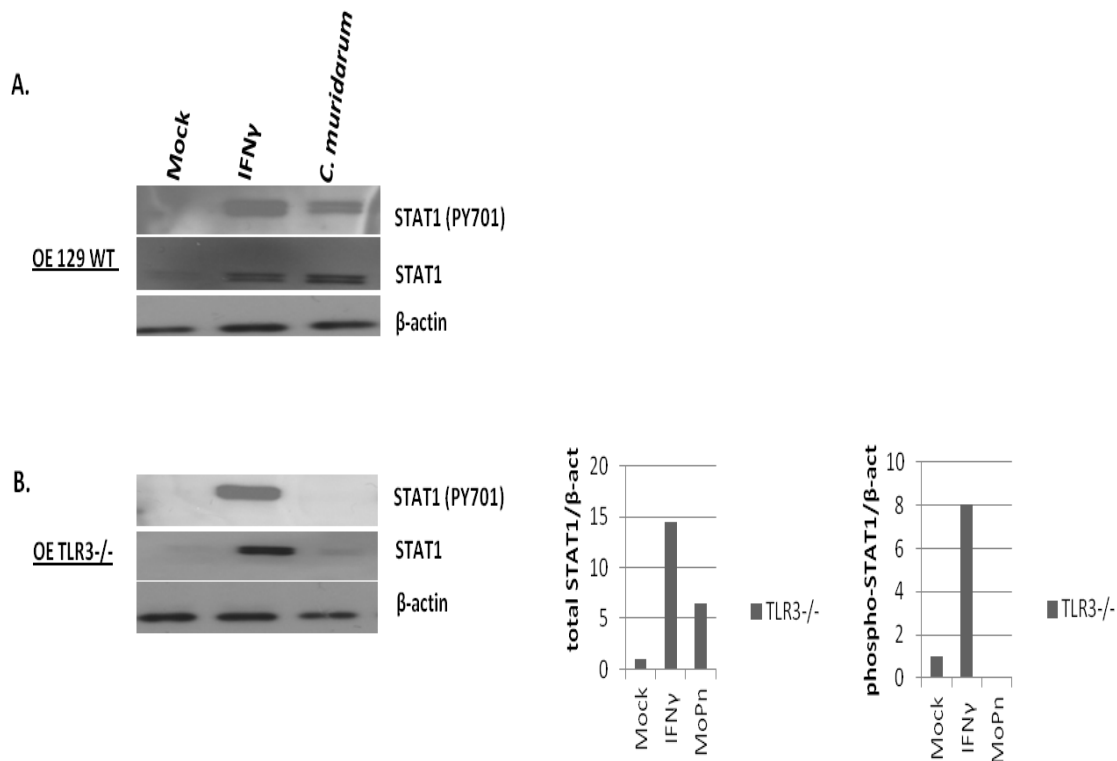 A.
Mock
IFNγ
C. muridarum
STAT1 (PY701)
OE 129 WT
STAT1
β-actin
B.
STAT1 (PY701)
OE TLR3-/-
STAT1
β-actin
total STAT1/β-act
20
15
10
5
0
Mock
IFNγ
MoPn
TLR3-/-
phospho-STAT1/β-act
10
8
6
4
2
0
Mock
IFNγ
MoPn
TLR3-/-